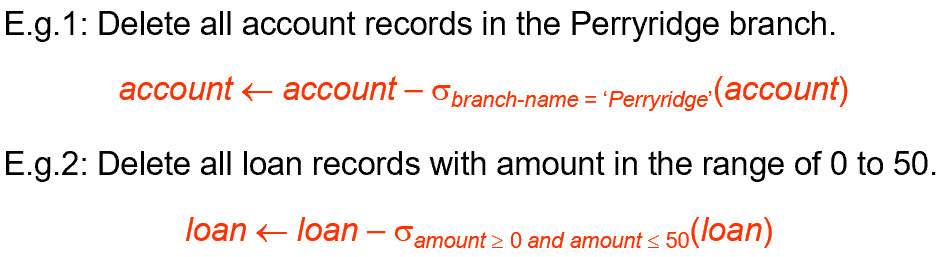 E.g.1: Delete all account records in the Perryridge branch.
account ← account – σbranch-name = ‘Perryridge’(account)
E.g.2: Delete all loan records with amount in the range of 0 to 50.
loan ← loan – σamount ≥ 0 and amount ≤ 50(loan)